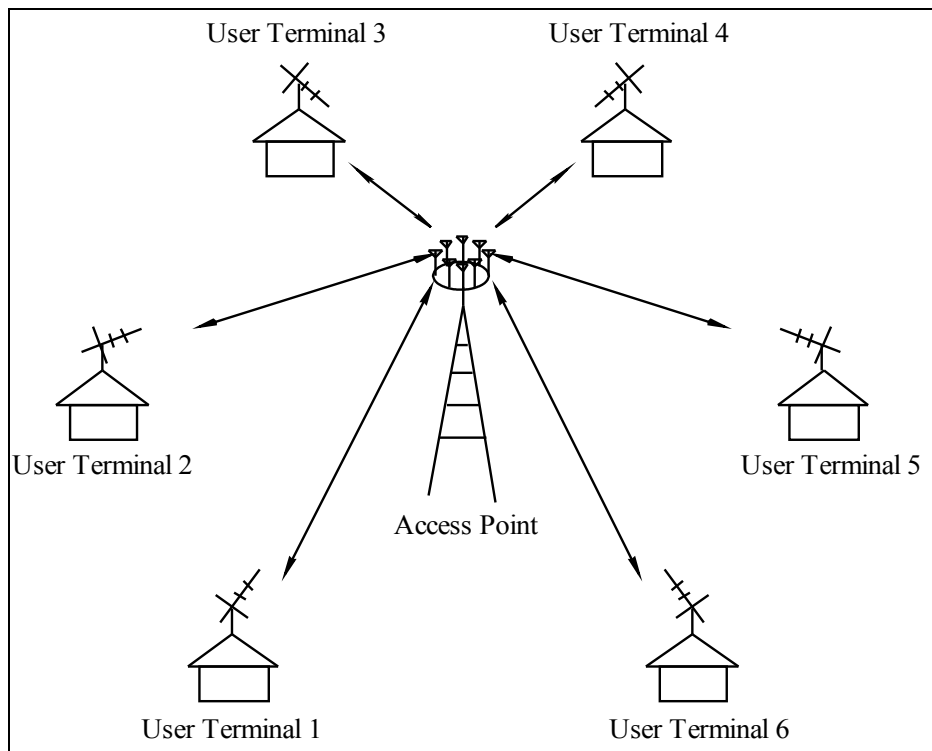 User Terminal 3
User Terminal 4
User Terminal 2
User Terminal 5
Access Point
User Terminal 1
User Terminal 6